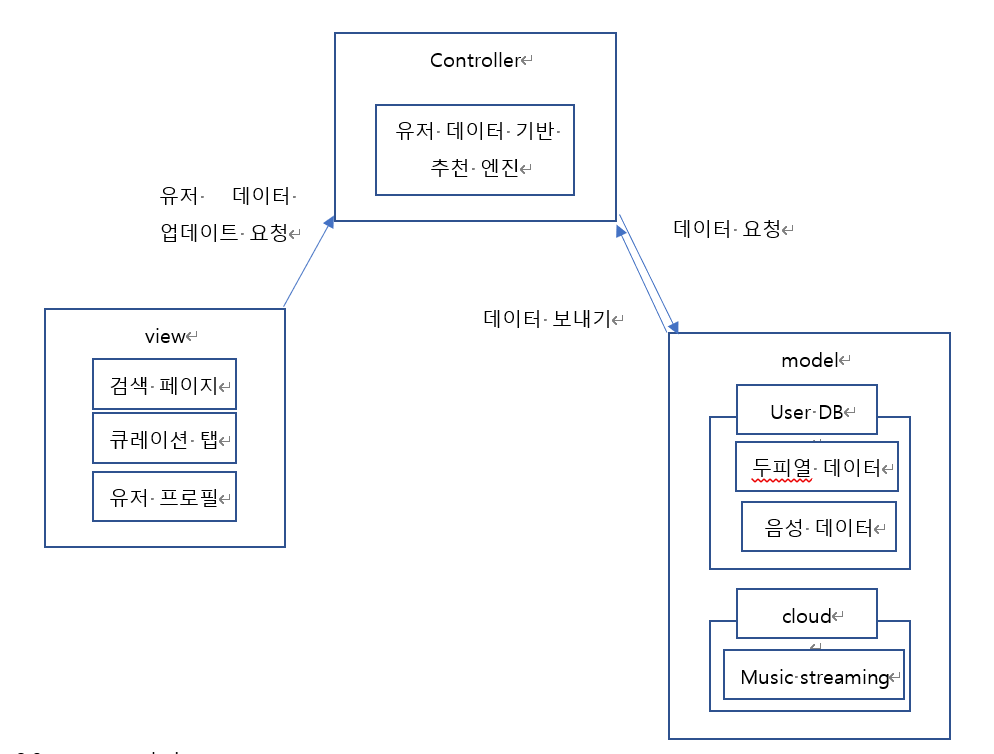 Controller
유저 데이터 기반
추천 엔진
유저 데이터
업데이트 요청
데이터 요청
데이터 보내기
view
검색 페이지
큐레이션 탭
유저 프로필
model
User DB
두피열 데이터
음성 데이터
cloud
Music streaming